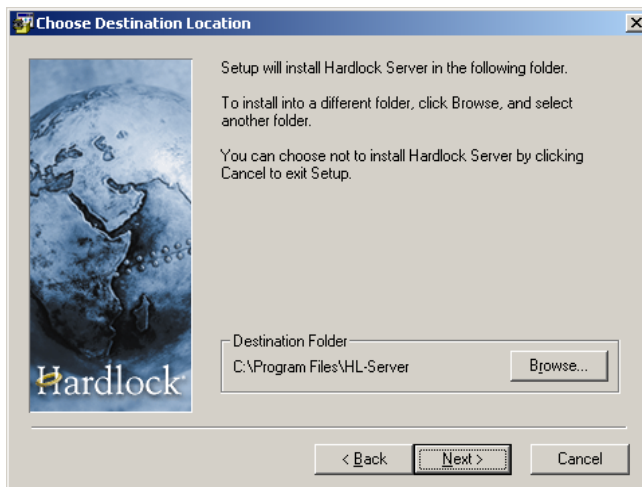 Choose Destination Location
Setup will install Hardlock Server in the following folder.
To install into a different folder, click Browse, and select
another folder.
You can choose not to install Hardlock Server by clicking
Cancel to exit Setup.
Destination Folder
C:\Program Files\HL-Server
Browse...
Hardlock
< Back
Next >
Cancel